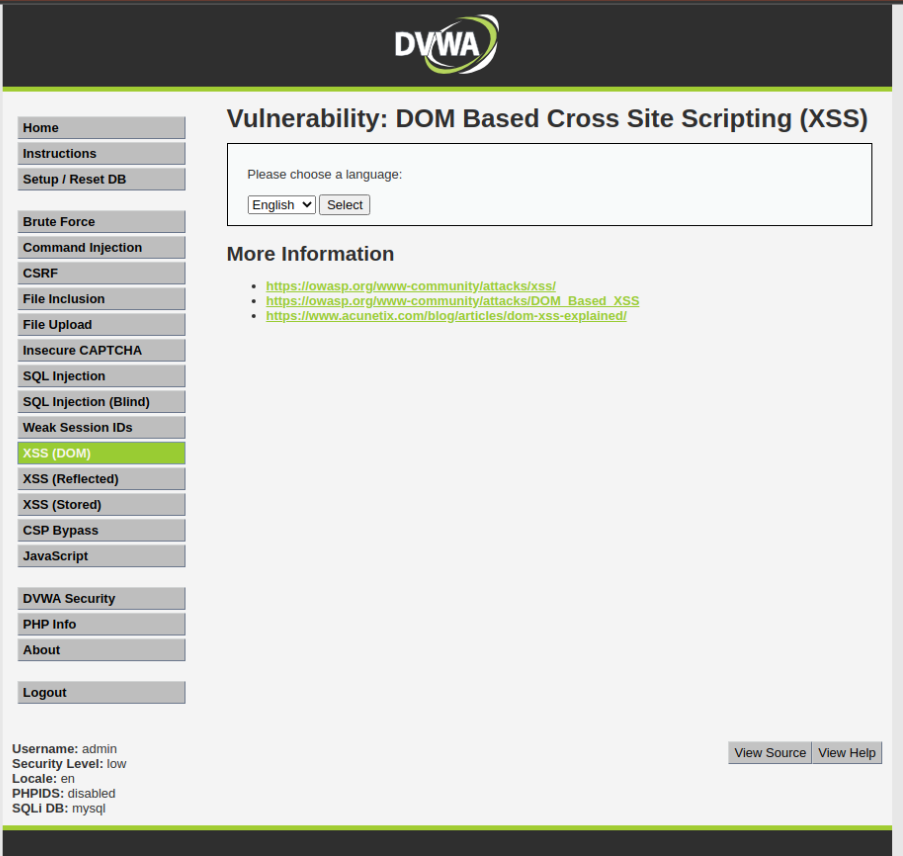 DVWA
Vulnerability: DOM Based Cross Site Scripting (XSS)
Home
Instructions
Setup / Reset DB
Brute Force
Command Injection
CSRF
File Inclusion
File Upload
Insecure CAPTCHA
SQL Injection
SQL Injection (Blind)
Weak Session IDs
XSS (DOM)
XSS (Reflected)
XSS (Stored)
CSP Bypass
JavaScript
DVWA Security
PHP Info
About
Logout
Please choose a language:
English Select
More Information
https://owasp.org/www-community/attacks/xss/
https://owasp.org/www-community/attacks/DOM_Based_XSS
https://www.acunetix.com/blog/articles/dom-xss-explained/
Username: admin
Security Level: low
Locale: en
PHPIDS: disabled
SQLi DB: mysql
View Source View Help